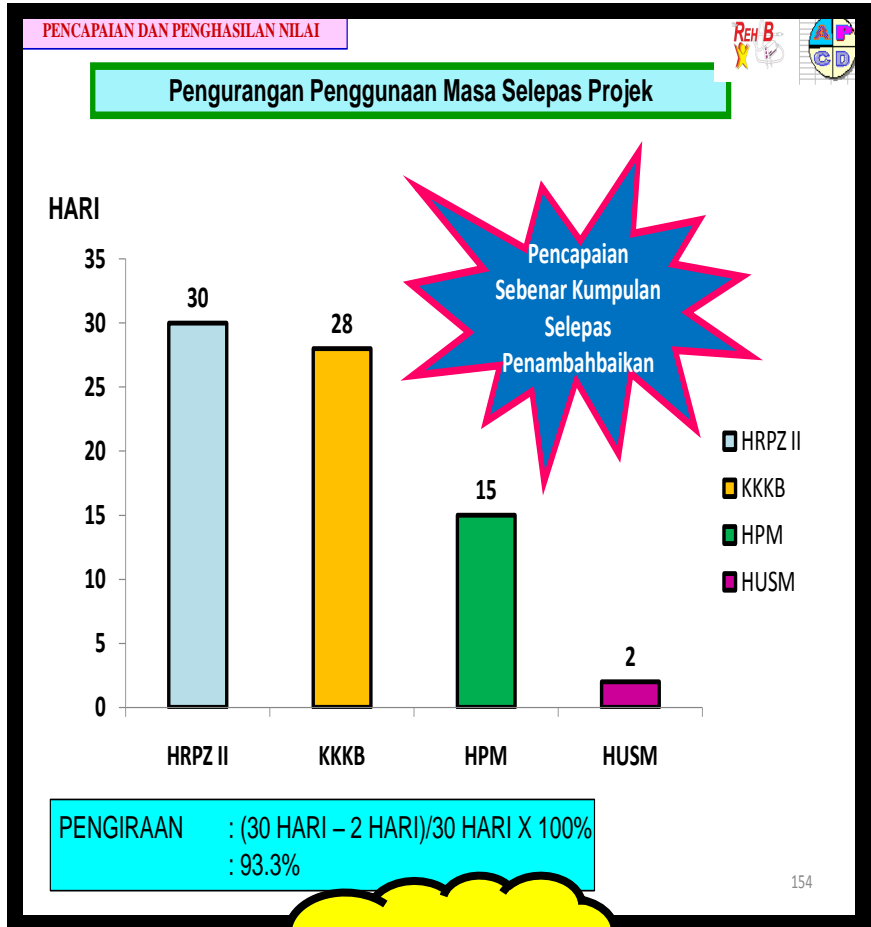 PENCAPAIAN DAN PENGHASILAN NILAI
REH B
X
A P
C D
Pengurangan Penggunaan Masa Selepas Projek
Pencapaian
Sebenar Kumpulan
Selepas
Penambahbaikan
HARI
35
30
25
20
15
10
5
0
30
28
15
2
HRPZ II
KKKB
HPM
HUSM
HRPZ II
KKKB
HPM
HUSM
PENGIRAAN : (30 HARI – 2 HARI)/30 HARI X 100%
: 93.3%
154